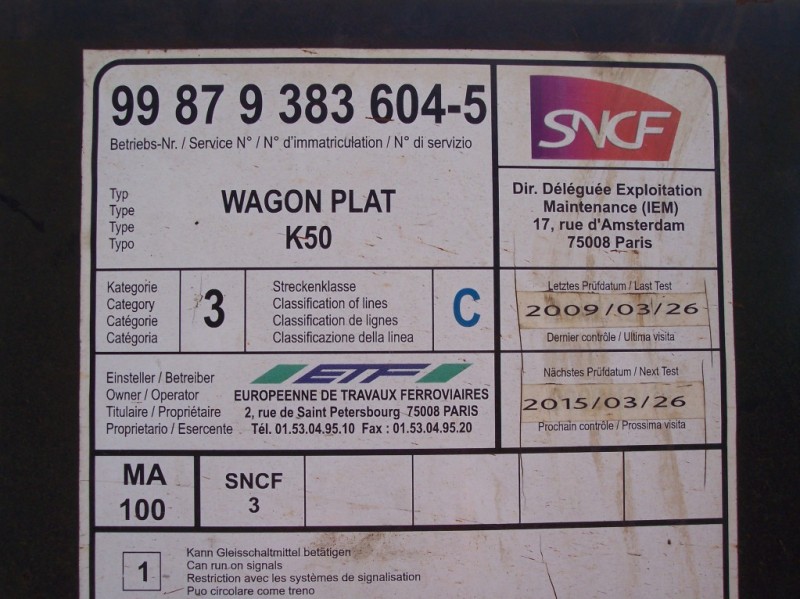 99 87 9 383 604-5
Betriebs-Nr. / Service N° / N° d'immatriculation / N° di servizio
SNCF
Dir. Déléguée Exploitation
Maintenance (IEM)
17, rue d'Amsterdam
75008 Paris
Typ
Type
Type
Typo
WAGON PLAT
K50
Kategorie
Category
Catégorie
Catégoria
3
Streckenklasse
Classification of lines
Classification de lignes
Classificazione della linea
C
Letztes Prüfdatum / Last Test
2009/03/26
Dernier contrôle / Ultima visita
Einsteller / Betreiber
Owner / Operator
Titulaire / Propriétaire
Proprietario / Esercente
ETF
EUROPEENNE DE TRAVAUX FERROVIAIRES
2, rue de Saint Petersbourg 75008 PARIS
Tél. 01.53.04.95.10 Fax : 01.53.04.95.20
Nächstes Prüfdatum / Next Test
2015/03/26
Prochain contrôle / Prossima visita
MA
100
SNCF
3
1
Kann Gleisschaltmittel betätigen
Can run on signals
Restriction avec les systèmes de signalisation
Puo circolare come treno